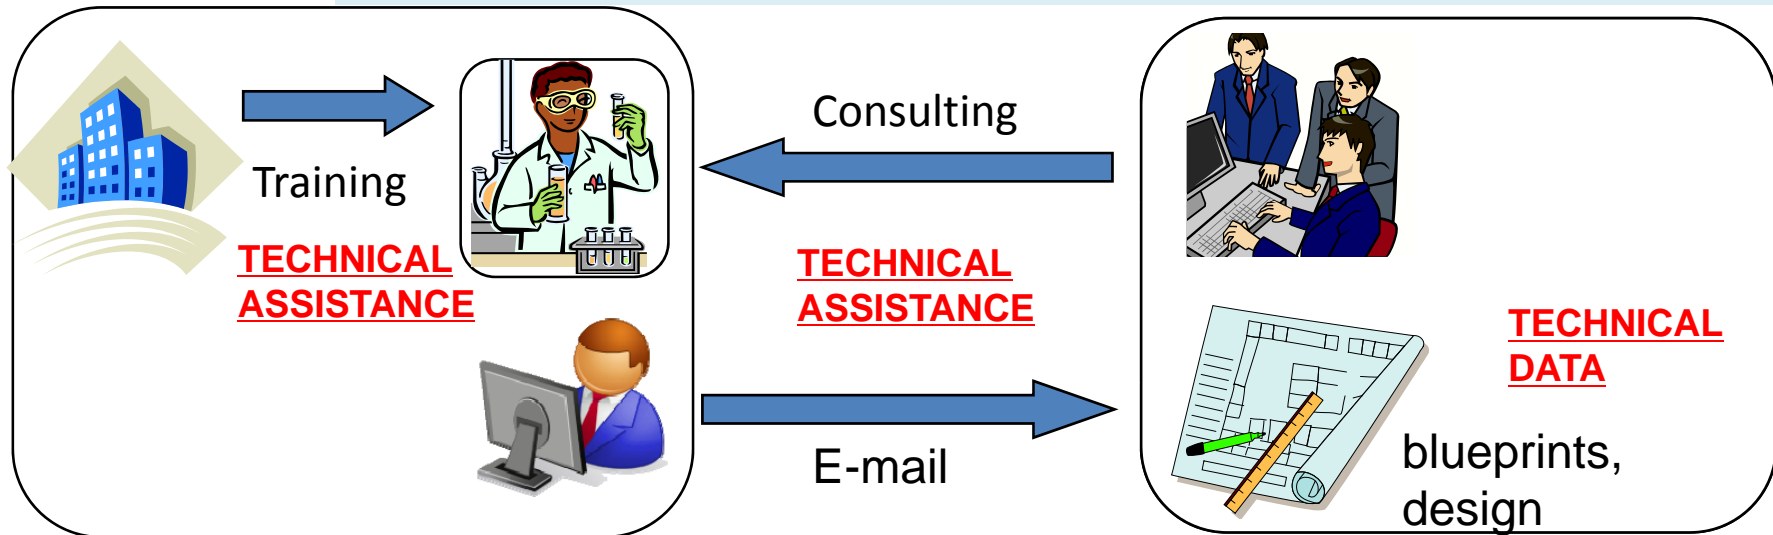 Training
TECHNICAL
ASSISTANCE
Consulting
TECHNICAL
ASSISTANCE
E-mail
TECHNICAL
DATA
blueprints,
design